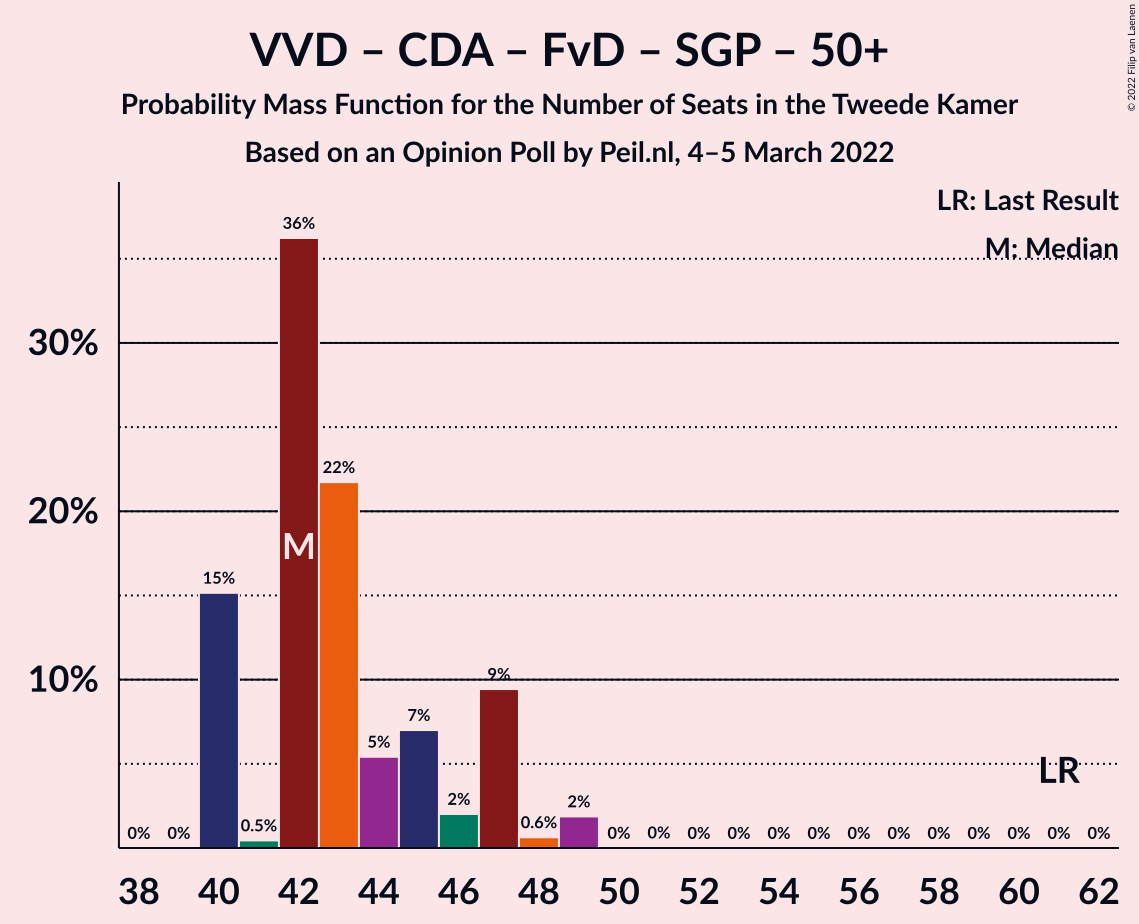 VVD – CDA – FvD – SGP – 50+
Probability Mass Function for the Number of Seats in the Tweede Kamer
Based on an Opinion Poll by Peil.nl, 4–5 March 2022
© 2022 Filip van Laenen
LR: Last Result
M: Median
30%
20%
10%
0% 0% 15% 0.5% 36% 22% 5% 7% 2% 9% 0.6% 2% 0% 0% 0% 0% 0% 0% 0% 0% 0% 0% 0% 0% 0%
M
LR
38 40 42 44 46 48 50 52 54 56 58 60 62